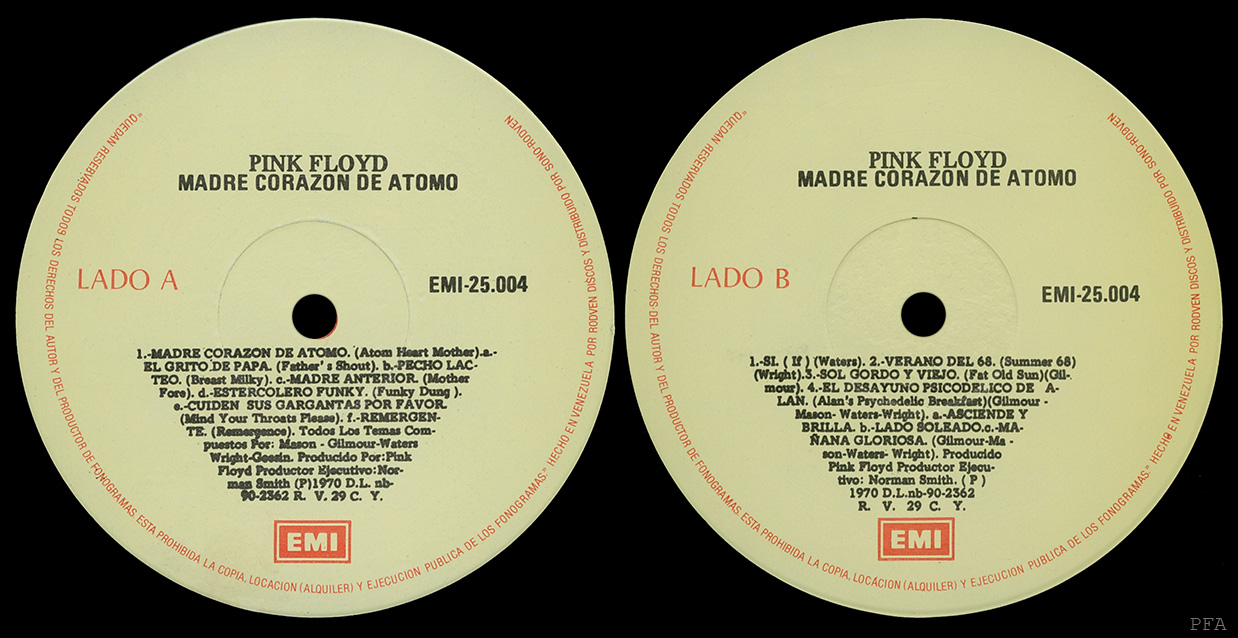 PINK FLOYD
MADRE CORAZON DE ATOMO
LADO A
EMI-25.004
1.-MADRE CORAZON DE ATOMO. (Atom Heart Mother).a.-
EL GRITO DE PAPA. (Father's Shout). b.-PECHO LAC-
TEO. (Breast Milky). c.-MADRE ANTERIOR. (Mother
Fore). d.-ESTERCOLERO FUNKY. (Funky Dung ).
e.-CUIDEN SUS GARGANTAS POR FAVOR.
(Mind Your Throats Please). f.-REMERGEN-
TE. (Remergence). Todos Los Temas Com-
puestos Por: Mason - Gilmour-Waters
Wright-Geesin. Producido Por:Pink
Floyd Productor Ejecutivo:Nor-
man Smith (P)1970 D.L. nb-
90-2362 R. V. 29 C. Y.
EMI
"QUEDAN RESERVADOS TODOS LOS DERECHOS DEL AUTOR Y DEL PRODUCTOR DE FONOGRAMAS. ESTA PROHIBIDA LA COPIA, LOCACION (ALQUILER) Y EJECUCION PUBLICA DE LOS FONOGRAMAS." HECHO EN VENEZUELA POR RODVEN DISCOS Y DISTRIBUIDO POR SONO-RODVEN
PINK FLOYD
MADRE CORAZON DE ATOMO
LADO B
EMI-25.004
1.-SI. ( If ) (Waters). 2.-VERANO DEL 68. (Summer 68)
(Wright).3.-SOL GORDO Y VIEJO. (Fat Old Sun)(Gil-
mour). 4.-EL DESAYUNO PSICODELICO DE A-
LAN. (Alan's Psychedelic Breakfast)(Gilmour -
Mason- Waters-Wright). a.-ASCIENDE Y
BRILLA. b.-LADO SOLEADO.c.-MA-
ÑANA GLORIOSA. (Gilmour-Ma -
son-Waters- Wright). Producido
Pink Floyd Productor Ejecu-
tivo: Norman Smith. ( P )
1970 D.L.nb-90-2362
R. V. 29 C. Y.
EMI
"QUEDAN RESERVADOS TODOS LOS DERECHOS DEL AUTOR Y DEL PRODUCTOR DE FONOGRAMAS. ESTA PROHIBIDA LA COPIA, LOCACION (ALQUILER) Y EJECUCION PUBLICA DE LOS FONOGRAMAS." HECHO EN VENEZUELA POR RODVEN DISCOS Y DISTRIBUIDO POR SONO-RODVEN
PFA